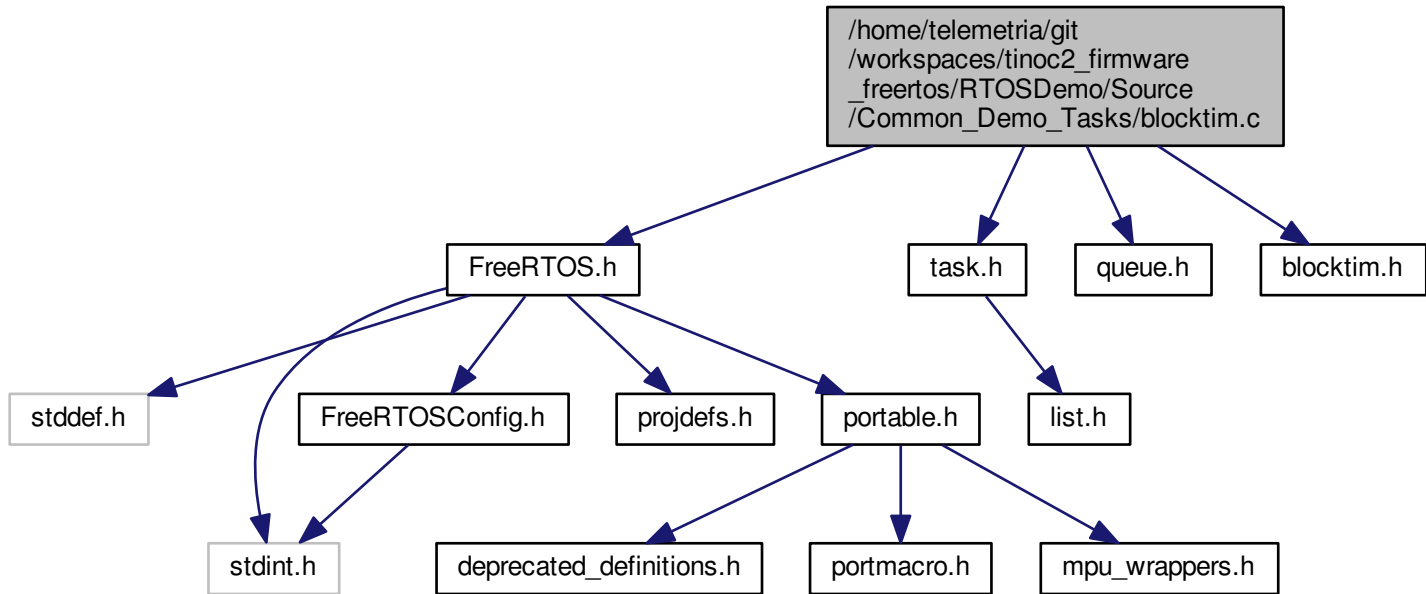 /home/telemetria/git
/workspaces/tinoc2_firmware
_freertos/RTOSDemo/Source
/Common_Demo_Tasks/blocktim.c
FreeRTOS.h
task.h
queue.h
blocktim.h
stddef.h
FreeRTOSConfig.h
projdefs.h
portable.h
list.h
stdint.h
deprecated_definitions.h
portmacro.h
mpu_wrappers.h